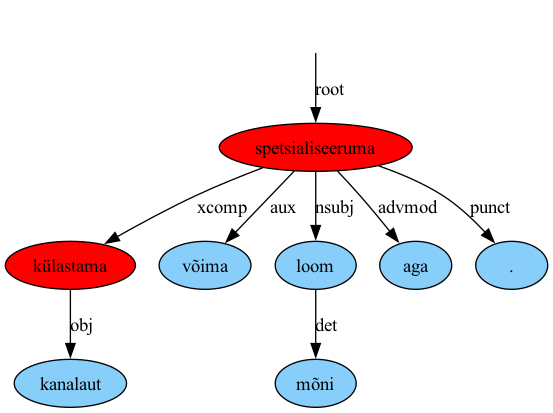 root
spetsialiseeruma
xcomp aux nsubj advmod punct
külastama võima loom aga .
obj det
kanalaut mõni